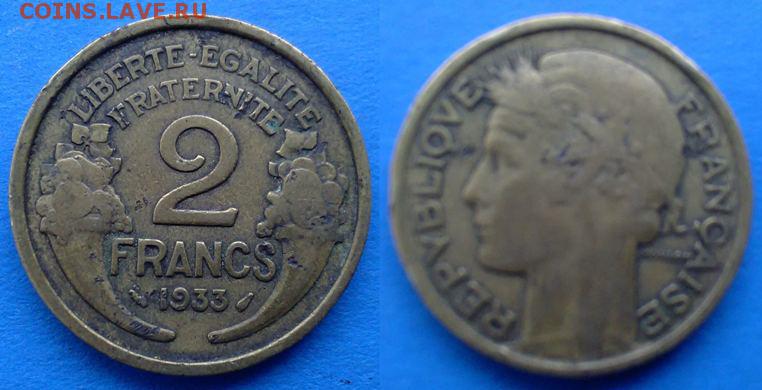 COINS.LAVE.RU
LIBERTE-EGALITE
FRATERNITE
2
FRANCS
1933
REPVBLIQVE
FRANÇAISE